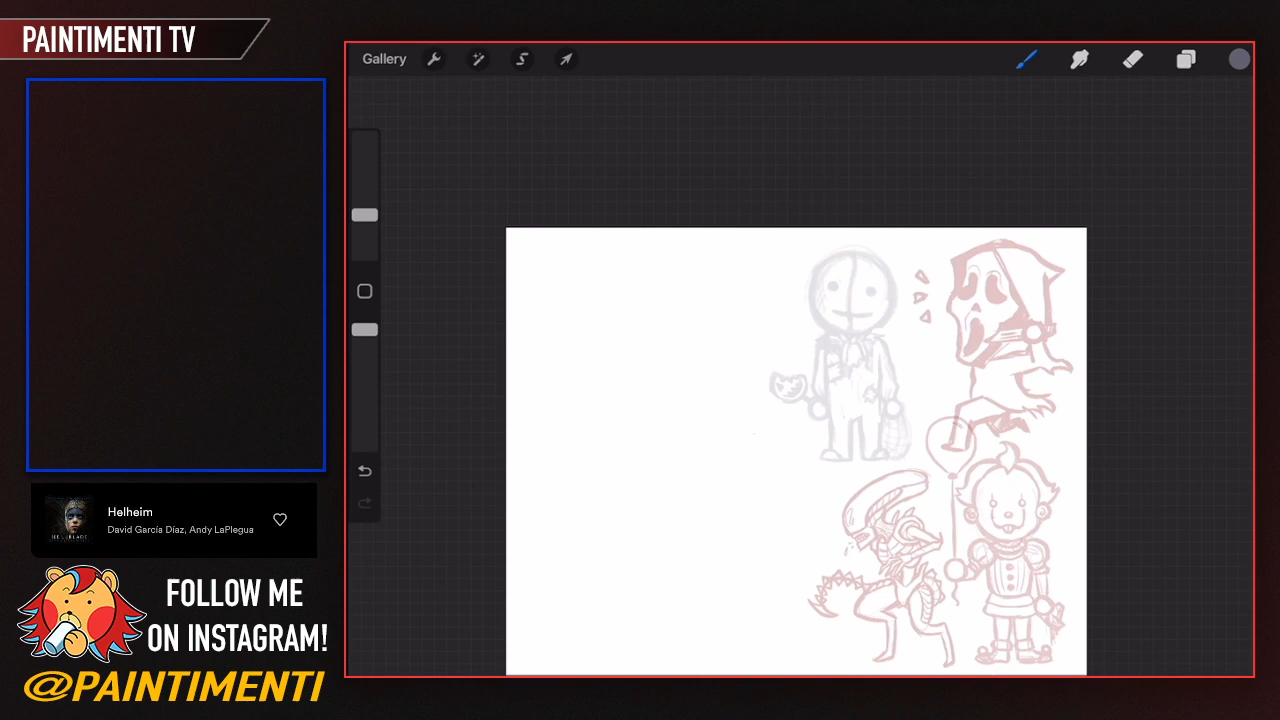 PAINTIMENTI TV
Gallery
Helheim
David García Díaz, Andy LaPlegua
FOLLOW ME
ON INSTAGRAM!
@PAINTIMENTI